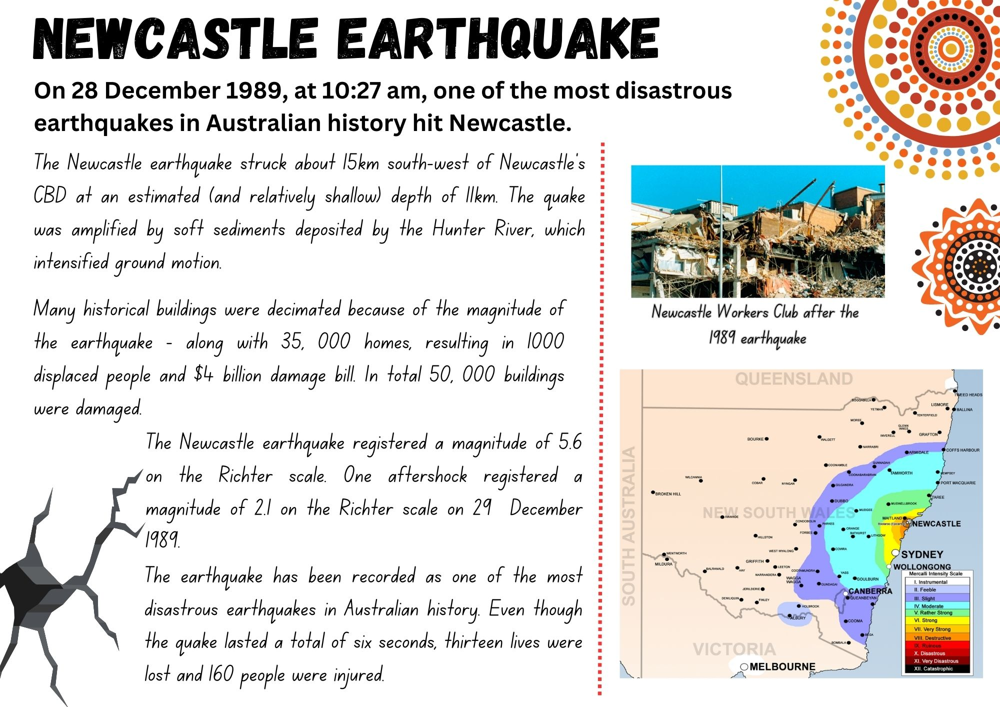 NEWCASTLE EARTHQUAKE
On 28 December 1989, at 10:27 am, one of the most disastrous
earthquakes in Australian history hit Newcastle.
The Newcastle earthquake struck about 15km south-west of Newcastle's
CBD at an estimated (and relatively shallow) depth of 11km. The quake
was amplified by soft sediments deposited by the Hunter River, which
intensified ground motion.
Many historical buildings were decimated because of the magnitude of
the earthquake - along with 35, 000 homes, resulting in 1000
displaced people and $4 billion damage bill. In total 50, 000 buildings
were damaged.
The Newcastle earthquake registered a magnitude of 5.6
on the Richter scale. One aftershock registered a
magnitude of 2.1 on the Richter scale on 29 December
1989.
The earthquake has been recorded as one of the most
disastrous earthquakes in Australian history. Even though
the quake lasted a total of six seconds, thirteen lives were
lost and 160 people were injured.
Newcastle Workers Club after the
1989 earthquake
QUEENSLAND
TWEED HEADS
BOGGABILLA
YETMAN
LISMORE
BALLINA
TENTERFIELD
MOREE
GLENN
INNES
INVERELL
GRAFTON
BOURKE
WALGETT
NARRABRI
ARMIDALE
COFFS HARBOUR
GUNNADAH
COONAMBLE
COONABARABRAN
TAMWORTH
KEMPSEY
WILCANNIA
COBAR
NYNGAN
GILGANDRA
PORT MACQUARIE
BROKEN HILL
DUBBO
TAREE
MUSWELLBROOK
SOUTH AUSTRALIA
NEW SOUTH WALES
MUDGEE
IVANHOE
MAITLAND
Boolaroo (Epicentre)
NEWCASTLE
CONDOBOLIN
PARKES
ORANGE
BATHURST
LITHGOW
FORBES
HILLSTON
WEST WYALONG
COWRA
WENTWORTH
MILDURA
SYDNEY
GRIFFITH
WOLLONGONG
BALRANALD
HAY
LEETON
NARRANDERA
COOTAMUNDRA
YASS
GOULBURN
WAGGA
WAGGA
GUNDAGAI
JERILDERIE
CANBERRA
QUEANBEYAN
DENILIQUIN
FINLEY
HOLBROOK
ALBURY
COOMA
BEGA
BOMBALA
VICTORIA
MELBOURNE
Mercalli Intensity Scale
I. Instrumental
II. Feeble
III. Slight
IV. Moderate
V. Rather Strong
VI. Strong
VII. Very Strong
VIII. Destructive
IX. Ruinous
X. Disastrous
XI. Very Disastrous
XII. Catastrophic